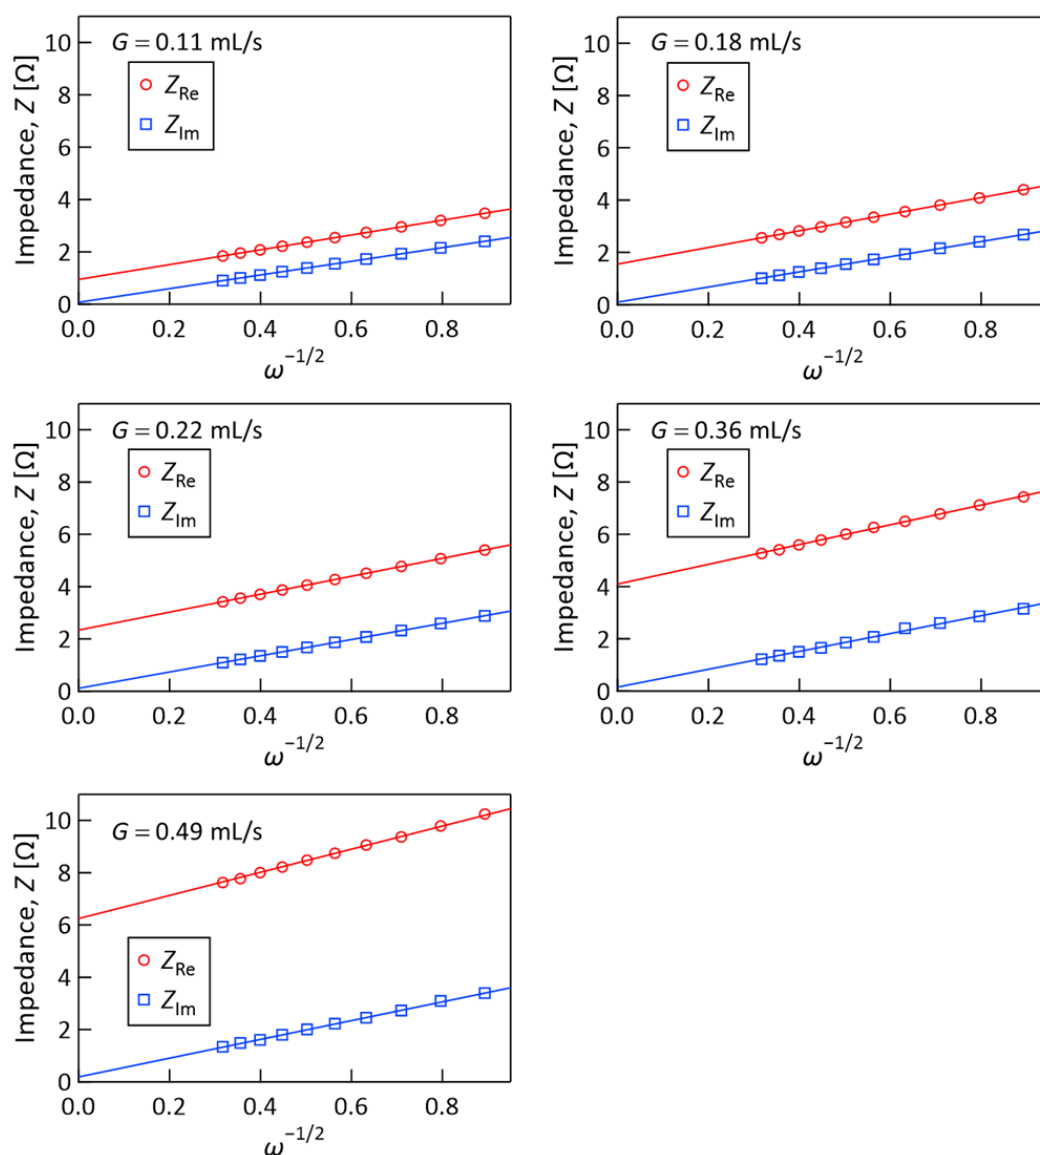 Impedance, Z [Ω]
10
8
6
4
2
0
G = 0.11 mL/s
Z_Re
Z_Im
0.0 0.2 0.4 0.6 0.8
ω^−1/2
Impedance, Z [Ω]
10
8
6
4
2
0
G = 0.18 mL/s
Z_Re
Z_Im
0.0 0.2 0.4 0.6 0.8
ω^−1/2
Impedance, Z [Ω]
10
8
6
4
2
0
G = 0.22 mL/s
Z_Re
Z_Im
0.0 0.2 0.4 0.6 0.8
ω^−1/2
Impedance, Z [Ω]
10
8
6
4
2
0
G = 0.36 mL/s
Z_Re
Z_Im
0.0 0.2 0.4 0.6 0.8
ω^−1/2
Impedance, Z [Ω]
10
8
6
4
2
0
G = 0.49 mL/s
Z_Re
Z_Im
0.0 0.2 0.4 0.6 0.8
ω^−1/2